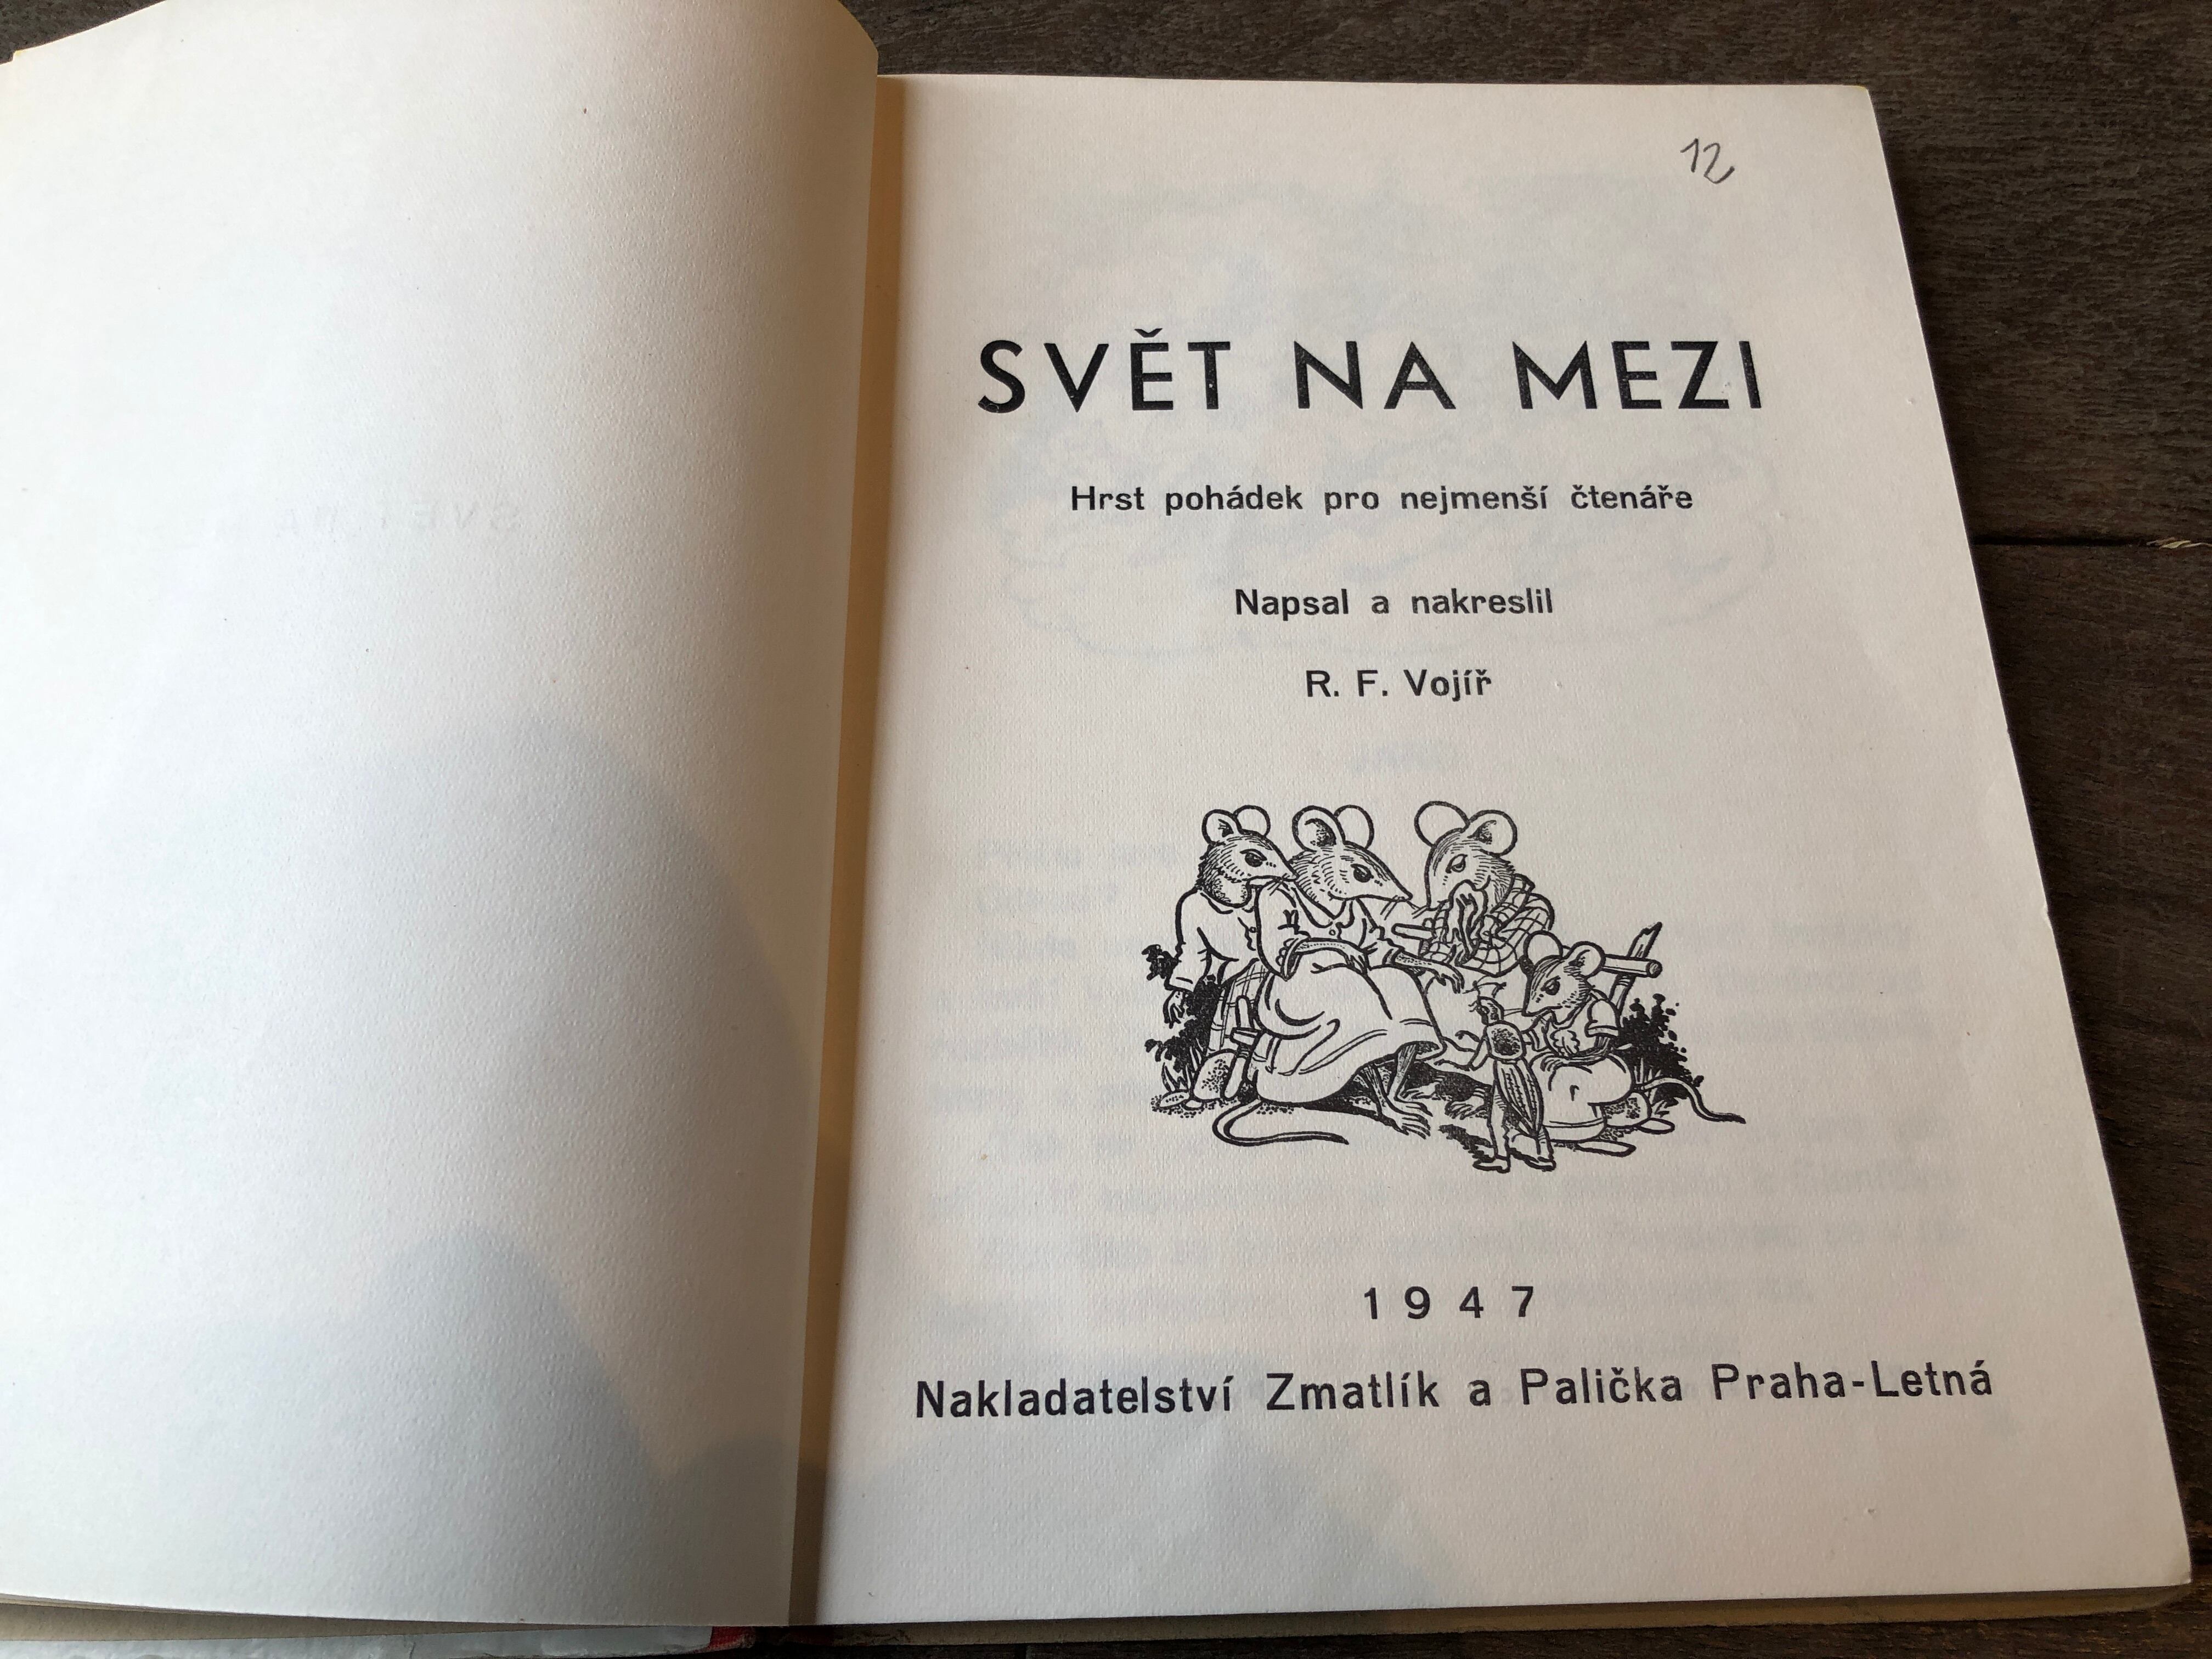 12
SVĚT NA MEZI
Hrst pohádek pro nejmenší čtenáře
Napsal a nakreslil
R. F. Vojíř
1947
Nakladatelství Zmatlík a Palička Praha-Letná